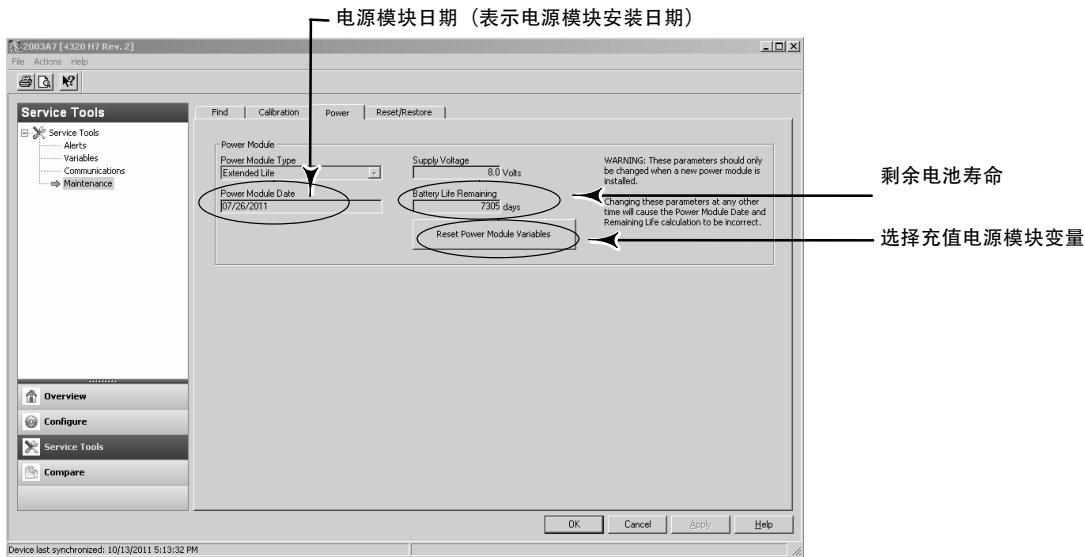 电源模块日期（表示电源模块安装日期）
2003A7 [4320 H7 Rev. 2]
File Actions Help
Service Tools
Service Tools
Alerts
Variables
Communications
Maintenance
Overview
Configure
Service Tools
Compare
Find Calibration Power Reset/Restore
Power Module
Power Module Type
Extended Life
Power Module Date
07/26/2011
Supply Voltage
8.0 Volts
Battery Life Remaining
7305 days
Reset Power Module Variables
WARNING: These parameters should only
be changed when a new power module is
installed.
Changing these parameters at any other
time will cause the Power Module Date and
Remaining Life calculation to be incorrect.
剩余电池寿命
选择充值电源模块变量
OK Cancel Apply Help
Device last synchronized: 10/13/2011 5:13:32 PM